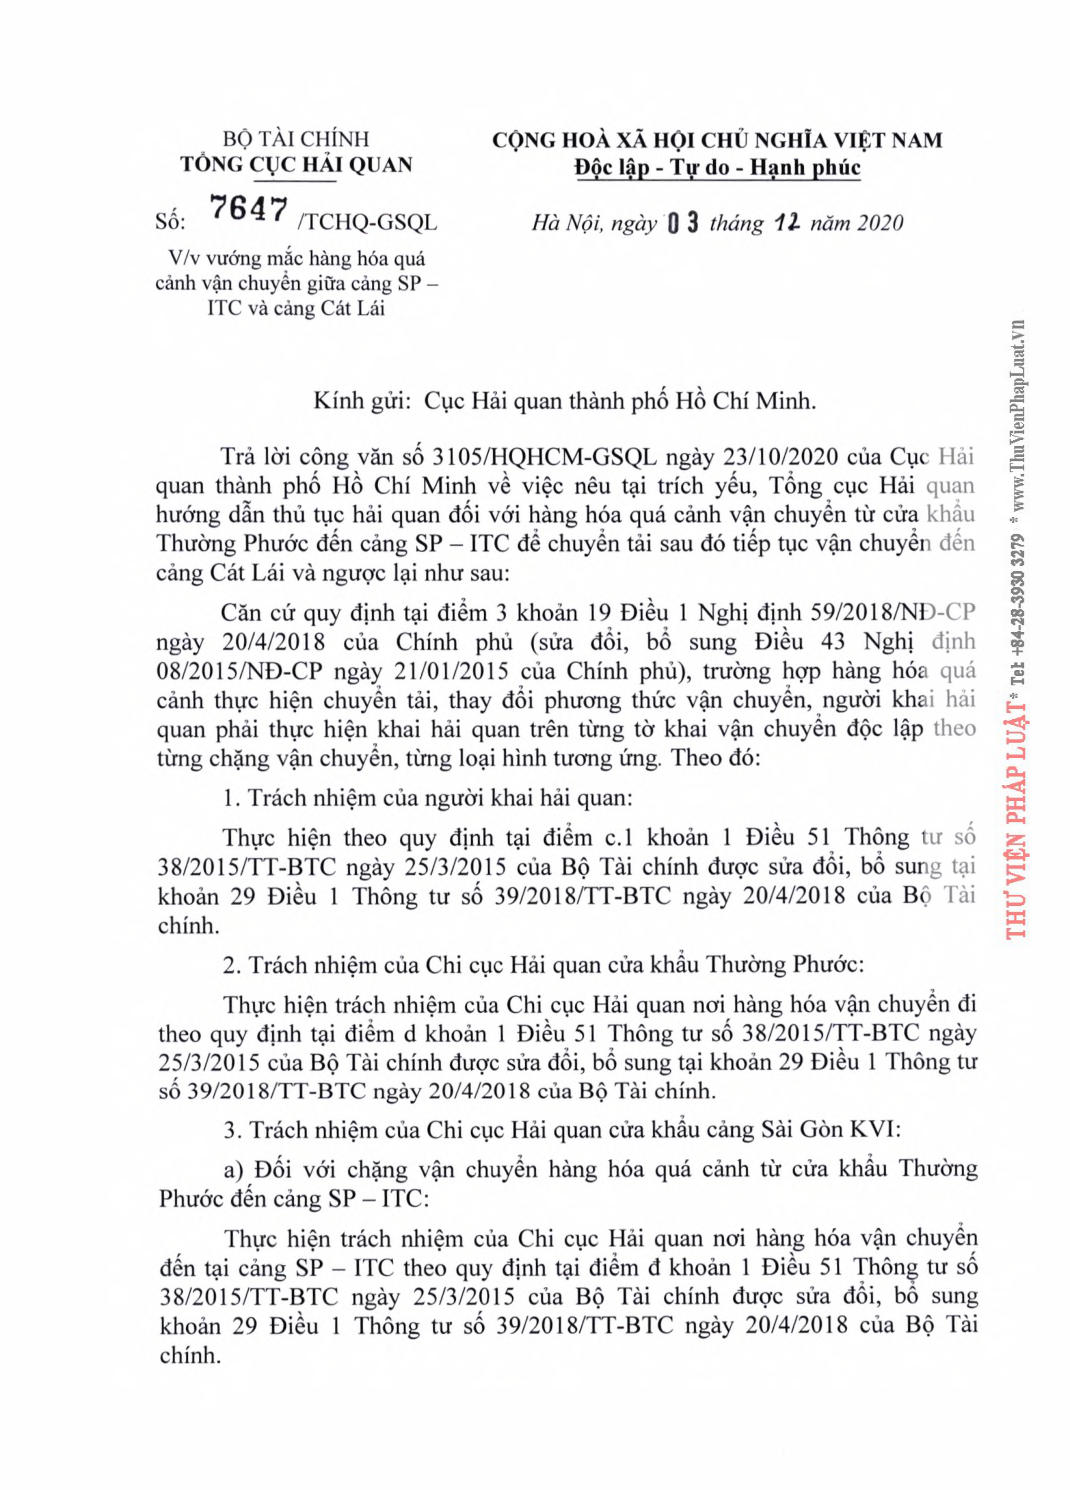 BỘ TÀI CHÍNH
TỔNG CỤC HẢI QUAN
CỘNG HOÀ XÃ HỘI CHỦ NGHĨA VIỆT NAM
Độc lập - Tự do - Hạnh phúc
Số: 7647 /TCHQ-GSQL
Hà Nội, ngày 03 tháng 12 năm 2020
V/v vướng mắc hàng hóa quá
cảnh vận chuyển giữa cảng SP –
ITC và cảng Cát Lái
Kính gửi: Cục Hải quan thành phố Hồ Chí Minh.
Trả lời công văn số 3105/HQHCM-GSQL ngày 23/10/2020 của Cục Hải
quan thành phố Hồ Chí Minh về việc nêu tại trích yếu, Tổng cục Hải quan
hướng dẫn thủ tục hải quan đối với hàng hóa quá cảnh vận chuyển từ cửa khẩu
Thường Phước đến cảng SP – ITC để chuyển tải sau đó tiếp tục vận chuyển đến
cảng Cát Lái và ngược lại như sau:
Căn cứ quy định tại điểm 3 khoản 19 Điều 1 Nghị định 59/2018/NĐ-CP
ngày 20/4/2018 của Chính phủ (sửa đổi, bổ sung Điều 43 Nghị định
08/2015/NĐ-CP ngày 21/01/2015 của Chính phủ), trường hợp hàng hóa quá
cảnh thực hiện chuyển tải, thay đổi phương thức vận chuyển, người khai hải
quan phải thực hiện khai hải quan trên từng tờ khai vận chuyển độc lập theo
từng chặng vận chuyển, từng loại hình tương ứng. Theo đó:
1. Trách nhiệm của người khai hải quan:
Thực hiện theo quy định tại điểm c.1 khoản 1 Điều 51 Thông tư số
38/2015/TT-BTC ngày 25/3/2015 của Bộ Tài chính được sửa đổi, bổ sung tại
khoản 29 Điều 1 Thông tư số 39/2018/TT-BTC ngày 20/4/2018 của Bộ Tài
chính.
2. Trách nhiệm của Chi cục Hải quan cửa khẩu Thường Phước:
Thực hiện trách nhiệm của Chi cục Hải quan nơi hàng hóa vận chuyển đi
theo quy định tại điểm d khoản 1 Điều 51 Thông tư số 38/2015/TT-BTC ngày
25/3/2015 của Bộ Tài chính được sửa đổi, bổ sung tại khoản 29 Điều 1 Thông tư
số 39/2018/TT-BTC ngày 20/4/2018 của Bộ Tài chính.
3. Trách nhiệm của Chi cục Hải quan cửa khẩu cảng Sài Gòn KVI:
a) Đối với chặng vận chuyển hàng hóa quá cảnh từ cửa khẩu Thường
Phước đến cảng SP – ITC:
Thực hiện trách nhiệm của Chi cục Hải quan nơi hàng hóa vận chuyển
đến tại cảng SP – ITC theo quy định tại điểm đ khoản 1 Điều 51 Thông tư số
38/2015/TT-BTC ngày 25/3/2015 của Bộ Tài chính được sửa đổi, bổ sung
khoản 29 Điều 1 Thông tư số 39/2018/TT-BTC ngày 20/4/2018 của Bộ Tài
chính.
THƯ VIỆN PHÁP LUẬT * Tel: +84-28-3930 3279 * www.ThuVienPhapLuat.vn